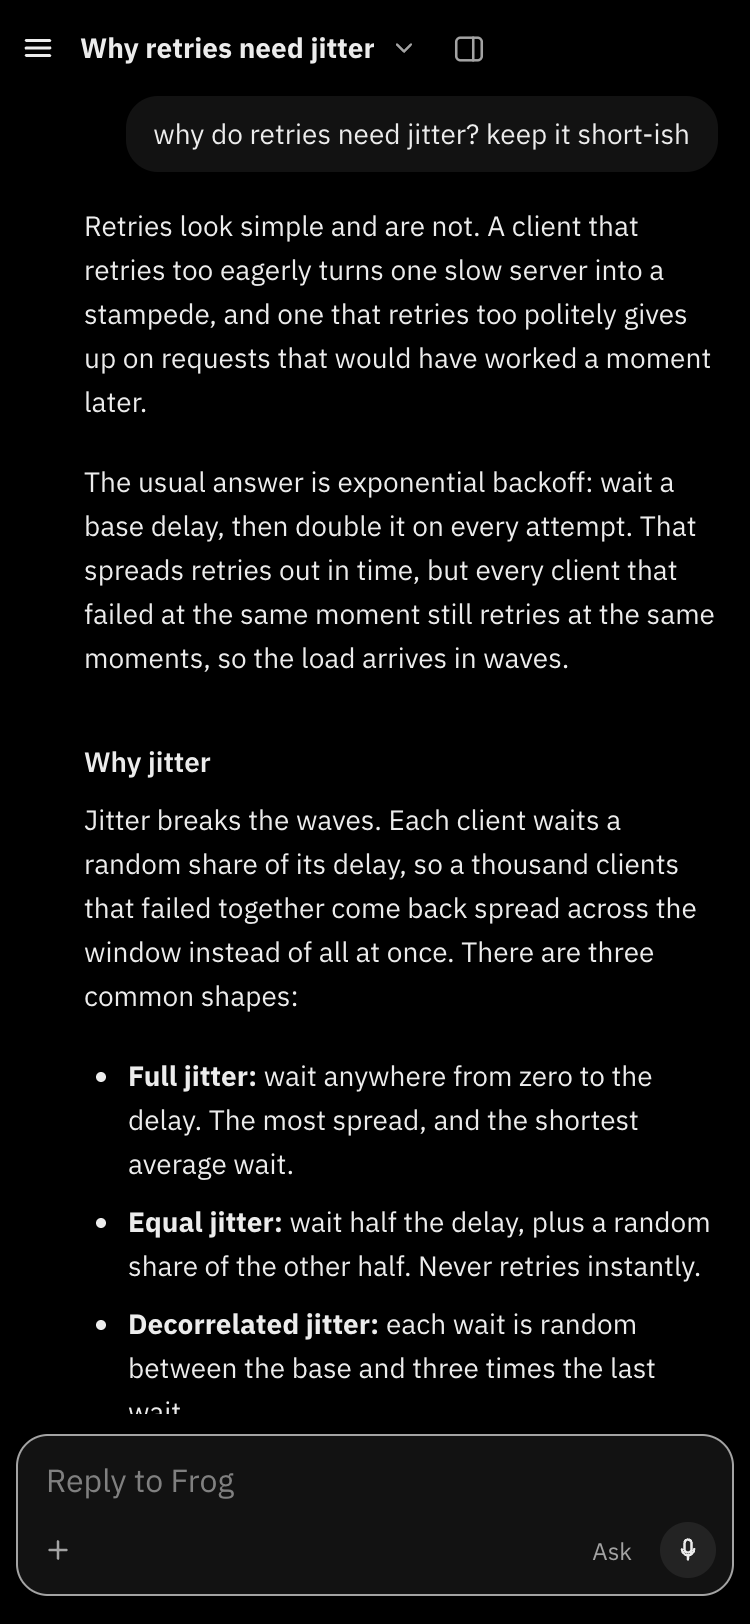 Why retries need jitter
why do retries need jitter? keep it short-ish
Retries look simple and are not. A client that
retries too eagerly turns one slow server into a
stampede, and one that retries too politely gives
up on requests that would have worked a moment
later.
The usual answer is exponential backoff: wait a
base delay, then double it on every attempt. That
spreads retries out in time, but every client that
failed at the same moment still retries at the same
moments, so the load arrives in waves.
Why jitter
Jitter breaks the waves. Each client waits a
random share of its delay, so a thousand clients
that failed together come back spread across the
window instead of all at once. There are three
common shapes:
• Full jitter: wait anywhere from zero to the
delay. The most spread, and the shortest
average wait.
• Equal jitter: wait half the delay, plus a random
share of the other half. Never retries instantly.
• Decorrelated jitter: each wait is random
between the base and three times the last
wait
Reply to Frog
Ask